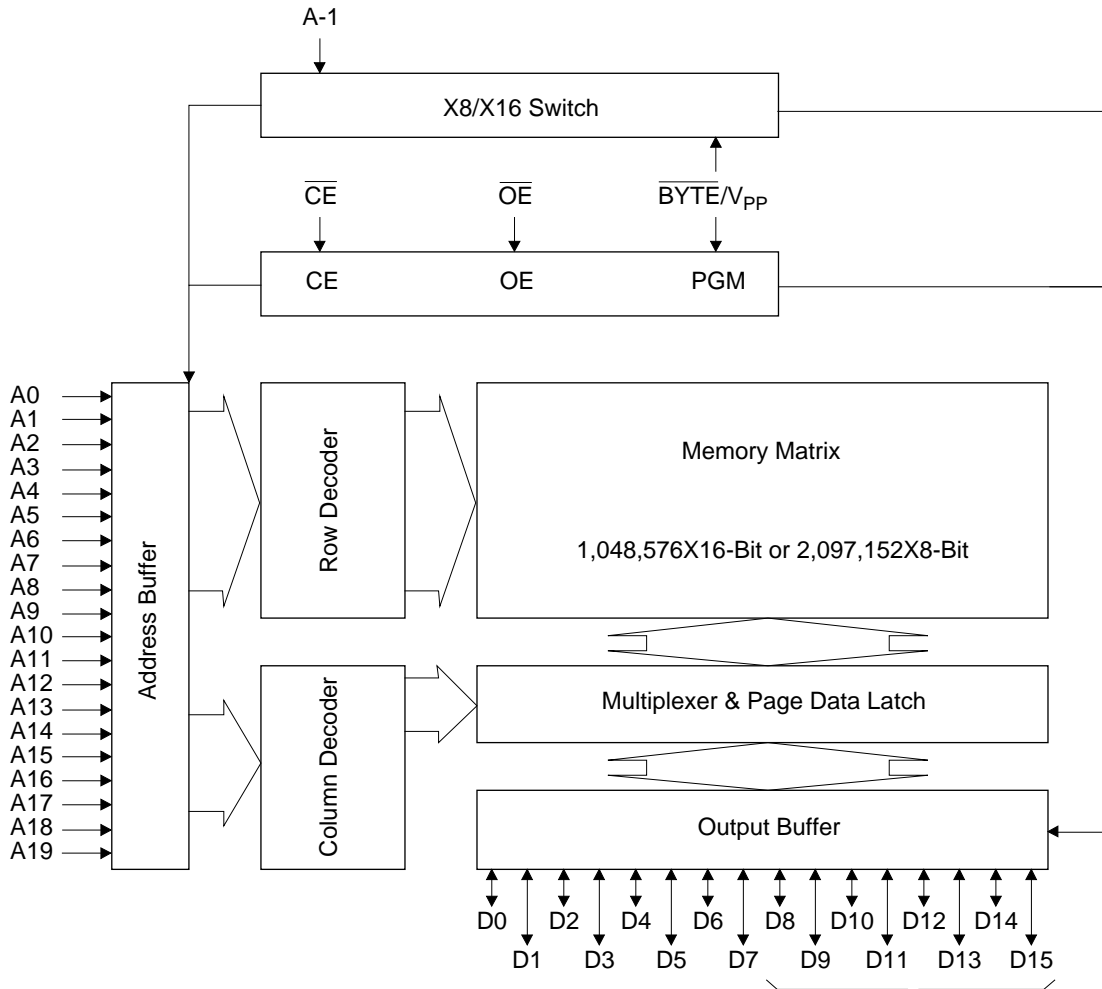 A-1
X8/X16 Switch
CE OE BYTE/VPP
CE OE PGM
A0
A1
A2
A3
A4
A5
A6
A7
A8
A9
A10
A11
A12
A13
A14
A15
A16
A17
A18
A19
Address Buffer
Row Decoder
Column Decoder
Memory Matrix
1,048,576X16-Bit or 2,097,152X8-Bit
Multiplexer & Page Data Latch
Output Buffer
D0 D2 D4 D6 D8 D10 D12 D14
D1 D3 D5 D7 D9 D11 D13 D15